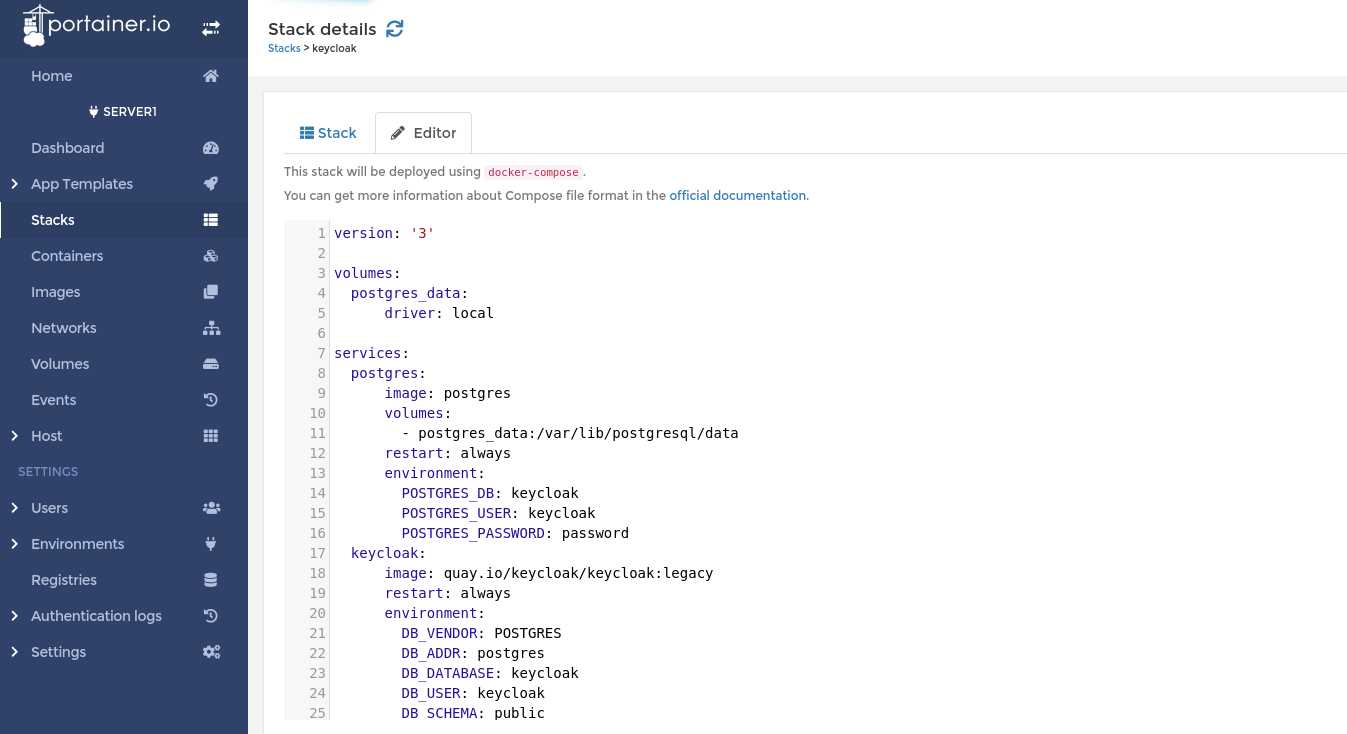 portainer.io
Home
SERVER1
Dashboard
App Templates
Stacks
Containers
Images
Networks
Volumes
Events
Host
SETTINGS
Users
Environments
Registries
Authentication logs
Settings
Stack details
Stacks > keycloak
Stack Editor
This stack will be deployed using docker-compose.
You can get more information about Compose file format in the official documentation.
1 version: '3'
2
3 volumes:
4   postgres_data:
5       driver: local
6
7 services:
8   postgres:
9       image: postgres
10       volumes:
11         - postgres_data:/var/lib/postgresql/data
12       restart: always
13       environment:
14         POSTGRES_DB: keycloak
15         POSTGRES_USER: keycloak
16         POSTGRES_PASSWORD: password
17   keycloak:
18       image: quay.io/keycloak/keycloak:legacy
19       restart: always
20       environment:
21         DB_VENDOR: POSTGRES
22         DB_ADDR: postgres
23         DB_DATABASE: keycloak
24         DB_USER: keycloak
25         DB_SCHEMA: public